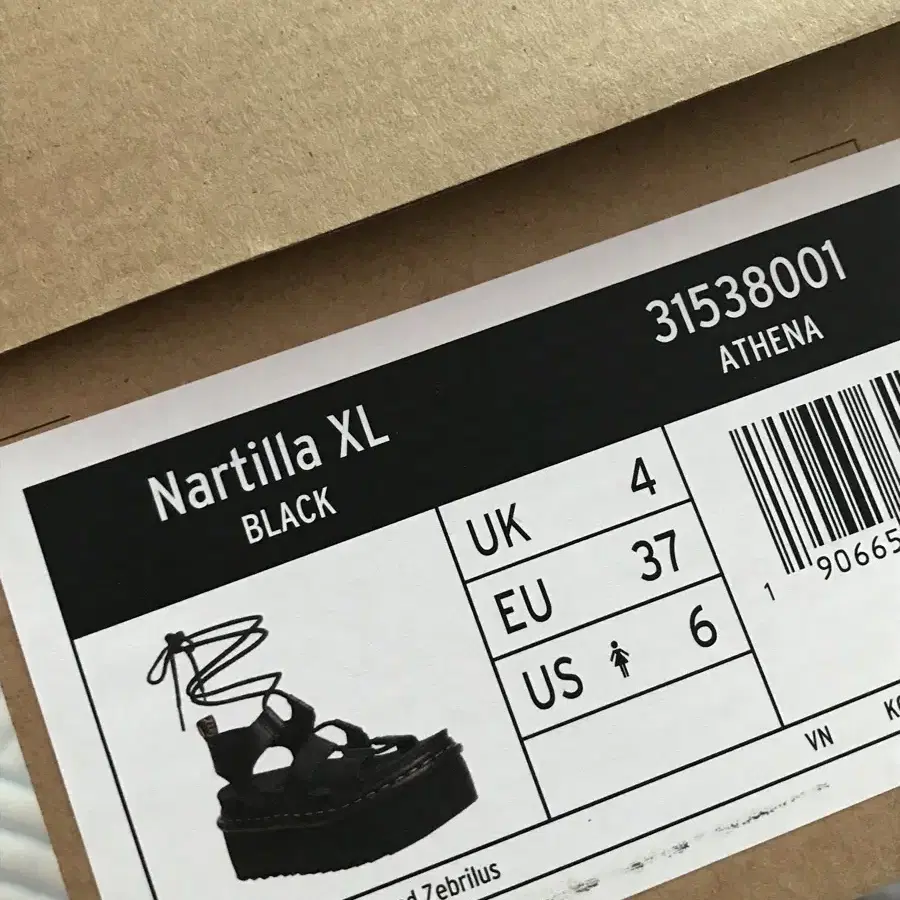 31538001
ATHENA
Nartilla XL
BLACK
UK 4
EU 37
US 6
1 90665
VN
Zebrilus